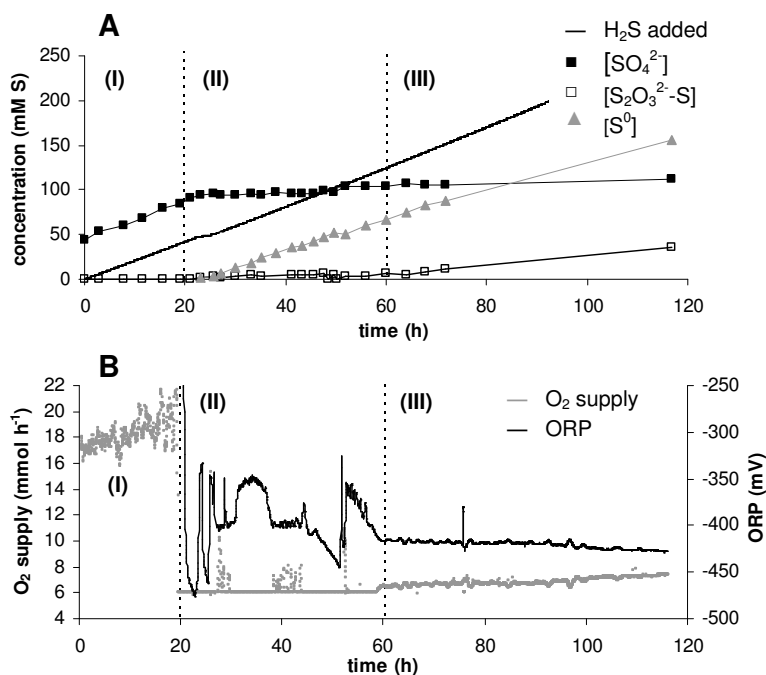 A
H₂S added
[SO₄²⁻]
[S₂O₃²⁻-S]
[S⁰]
(I) (II) (III)
concentration (mM S)
250
200
150
100
50
0
0 20 40 60 80 100 120
time (h)
B
O₂ supply
ORP
(I) (II) (III)
O₂ supply (mmol h⁻¹)
22
20
18
16
14
12
10
8
6
4
-250
-300
-350
-400
-450
-500
ORP (mV)
0 20 40 60 80 100 120
time (h)